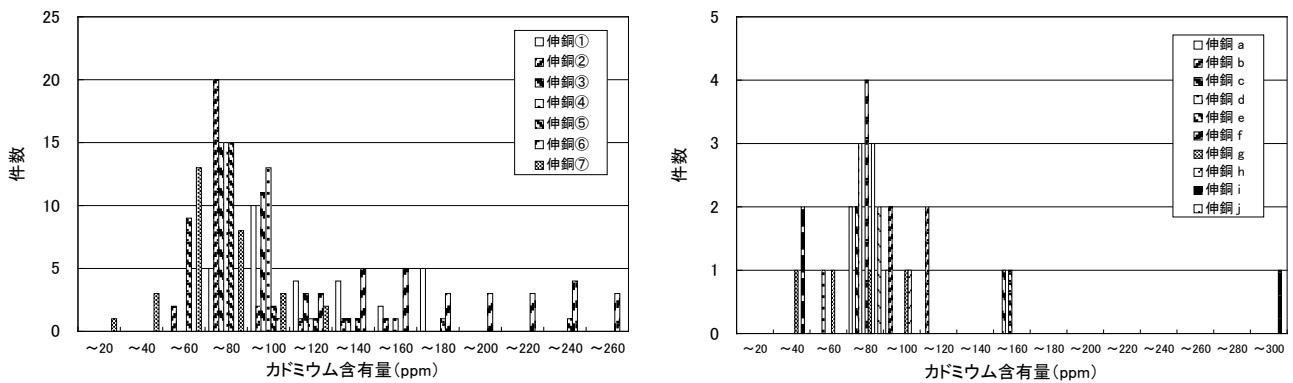 25
20
15
10
5
0
件数
~20 ~40 ~60 ~80 ~100 ~120 ~140 ~160 ~180 ~200 ~220 ~240 ~260
カドミウム含有量(ppm)
伸銅①
伸銅②
伸銅③
伸銅④
伸銅⑤
伸銅⑥
伸銅⑦
5
4
3
2
1
0
件数
~20 ~40 ~60 ~80 ~100 ~120 ~140 ~160 ~180 ~200 ~220 ~240 ~260 ~280 ~300
カドミウム含有量(ppm)
伸銅 a
伸銅 b
伸銅 c
伸銅 d
伸銅 e
伸銅 f
伸銅 g
伸銅 h
伸銅 i
伸銅 j